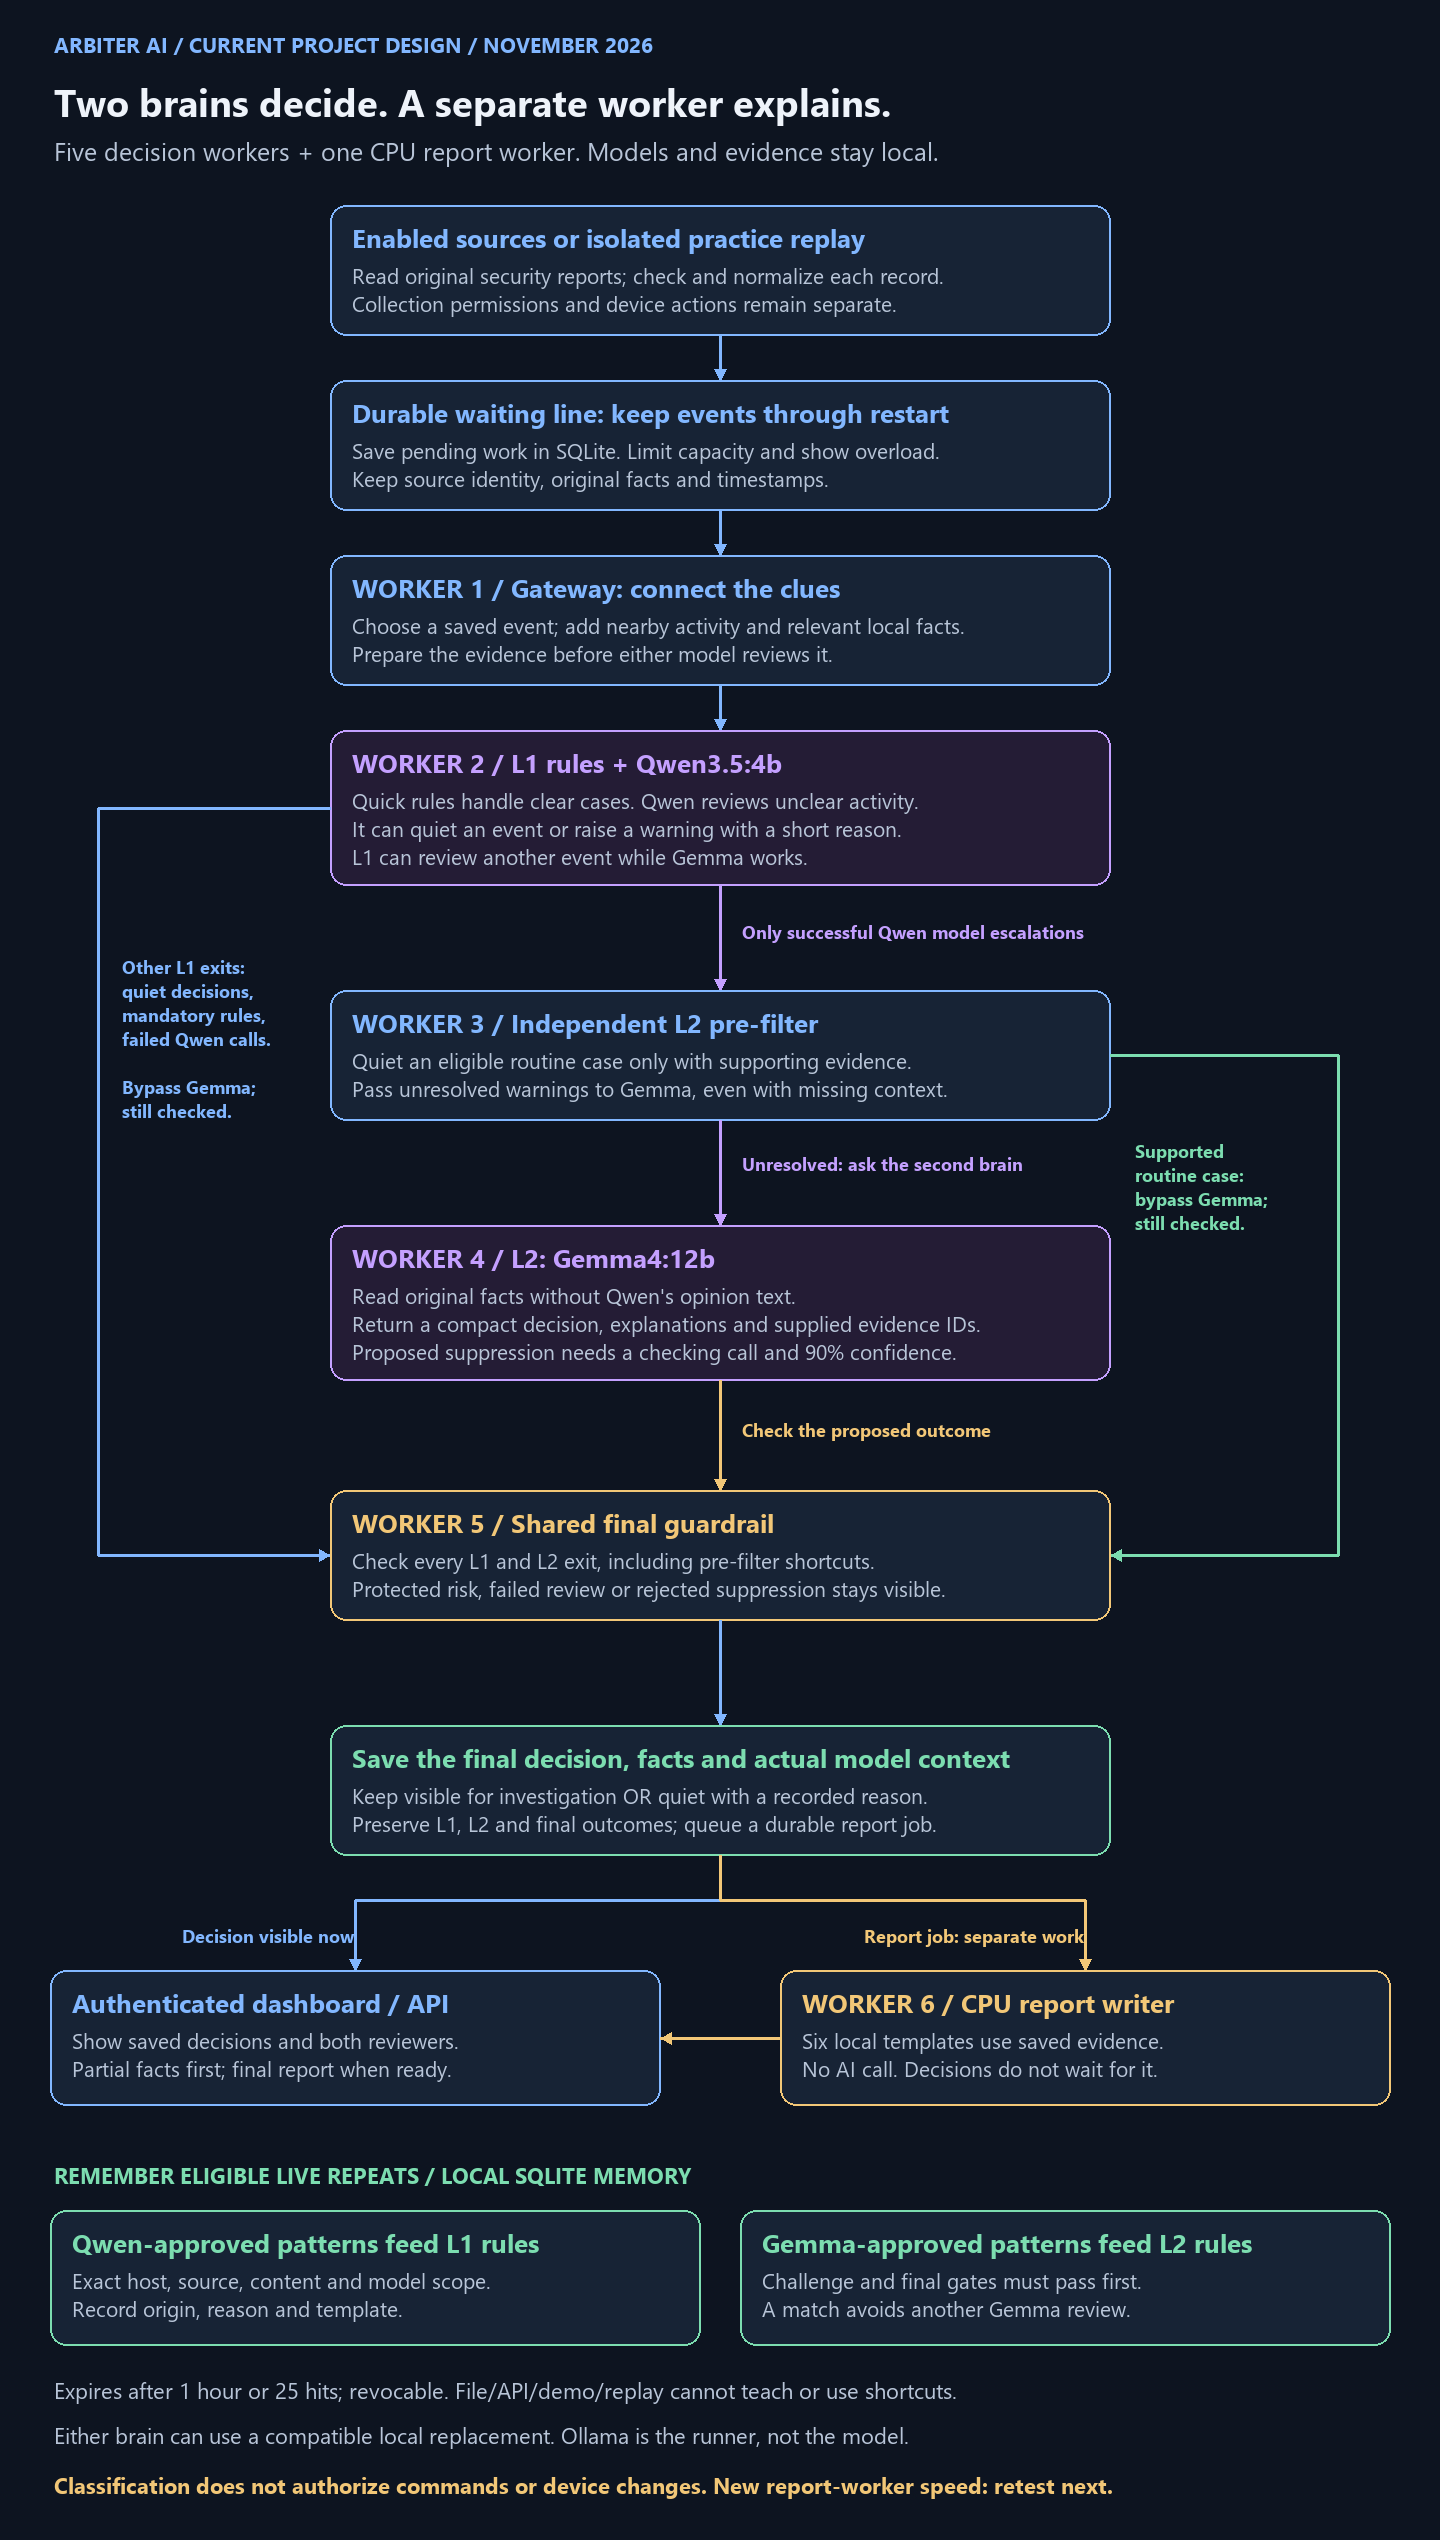 ARBITER AI / CURRENT PROJECT DESIGN / NOVEMBER 2026
Two brains decide. A separate worker explains.
Five decision workers + one CPU report worker. Models and evidence stay local.
Enabled sources or isolated practice replay
Read original security reports; check and normalize each record.
Collection permissions and device actions remain separate.
Durable waiting line: keep events through restart
Save pending work in SQLite. Limit capacity and show overload.
Keep source identity, original facts and timestamps.
WORKER 1 / Gateway: connect the clues
Choose a saved event; add nearby activity and relevant local facts.
Prepare the evidence before either model reviews it.
WORKER 2 / L1 rules + Qwen3.5:4b
Quick rules handle clear cases. Qwen reviews unclear activity.
It can quiet an event or raise a warning with a short reason.
L1 can review another event while Gemma works.
Only successful Qwen model escalations
Other L1 exits:
quiet decisions,
mandatory rules,
failed Qwen calls.
Bypass Gemma;
still checked.
WORKER 3 / Independent L2 pre-filter
Quiet an eligible routine case only with supporting evidence.
Pass unresolved warnings to Gemma, even with missing context.
Unresolved: ask the second brain
Supported
routine case:
bypass Gemma;
still checked.
WORKER 4 / L2: Gemma4:12b
Read original facts without Qwen's opinion text.
Return a compact decision, explanations and supplied evidence IDs.
Proposed suppression needs a checking call and 90% confidence.
Check the proposed outcome
WORKER 5 / Shared final guardrail
Check every L1 and L2 exit, including pre-filter shortcuts.
Protected risk, failed review or rejected suppression stays visible.
Save the final decision, facts and actual model context
Keep visible for investigation OR quiet with a recorded reason.
Preserve L1, L2 and final outcomes; queue a durable report job.
Decision visible now
Report job: separate work
Authenticated dashboard / API
Show saved decisions and both reviewers.
Partial facts first; final report when ready.
WORKER 6 / CPU report writer
Six local templates use saved evidence.
No AI call. Decisions do not wait for it.
REMEMBER ELIGIBLE LIVE REPEATS / LOCAL SQLITE MEMORY
Qwen-approved patterns feed L1 rules
Exact host, source, content and model scope.
Record origin, reason and template.
Gemma-approved patterns feed L2 rules
Challenge and final gates must pass first.
A match avoids another Gemma review.
Expires after 1 hour or 25 hits; revocable. File/API/demo/replay cannot teach or use shortcuts.
Either brain can use a compatible local replacement. Ollama is the runner, not the model.
Classification does not authorize commands or device changes. New report-worker speed: retest next.